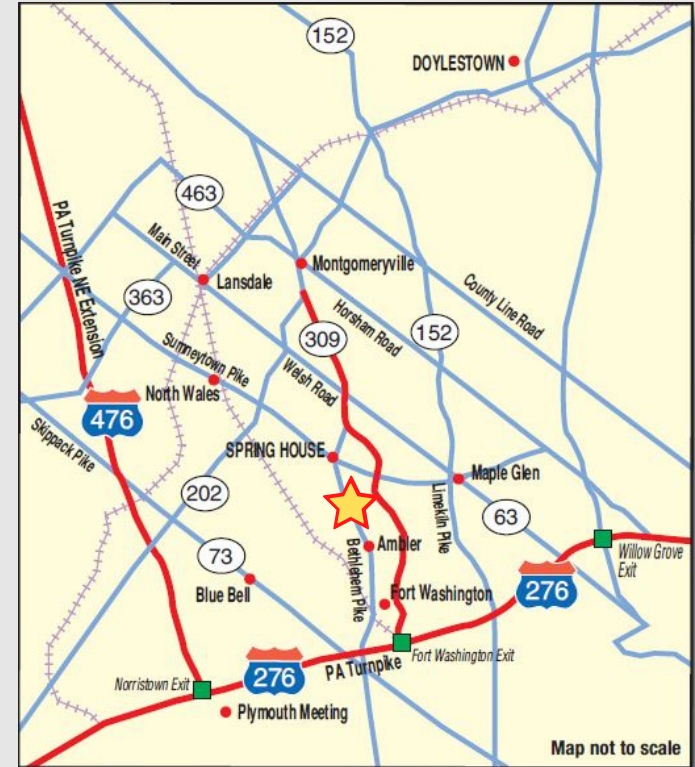 152
DOYLESTOWN
463
Main Street
PA Turnpike NE Extension
Lansdale
Montgomeryville
363
County Line Road
309
Horsham Road
152
Sumneytown Pike
Welsh Road
North Wales
476
Skippack Pike
SPRING HOUSE
Maple Glen
202
Limekiln Pike
63
73
Bethlehem Pike
Ambler
Willow Grove
Exit
Blue Bell
Fort Washington
276
Fort Washington Exit
PA Turnpike
276
Norristown Exit
Plymouth Meeting
Map not to scale